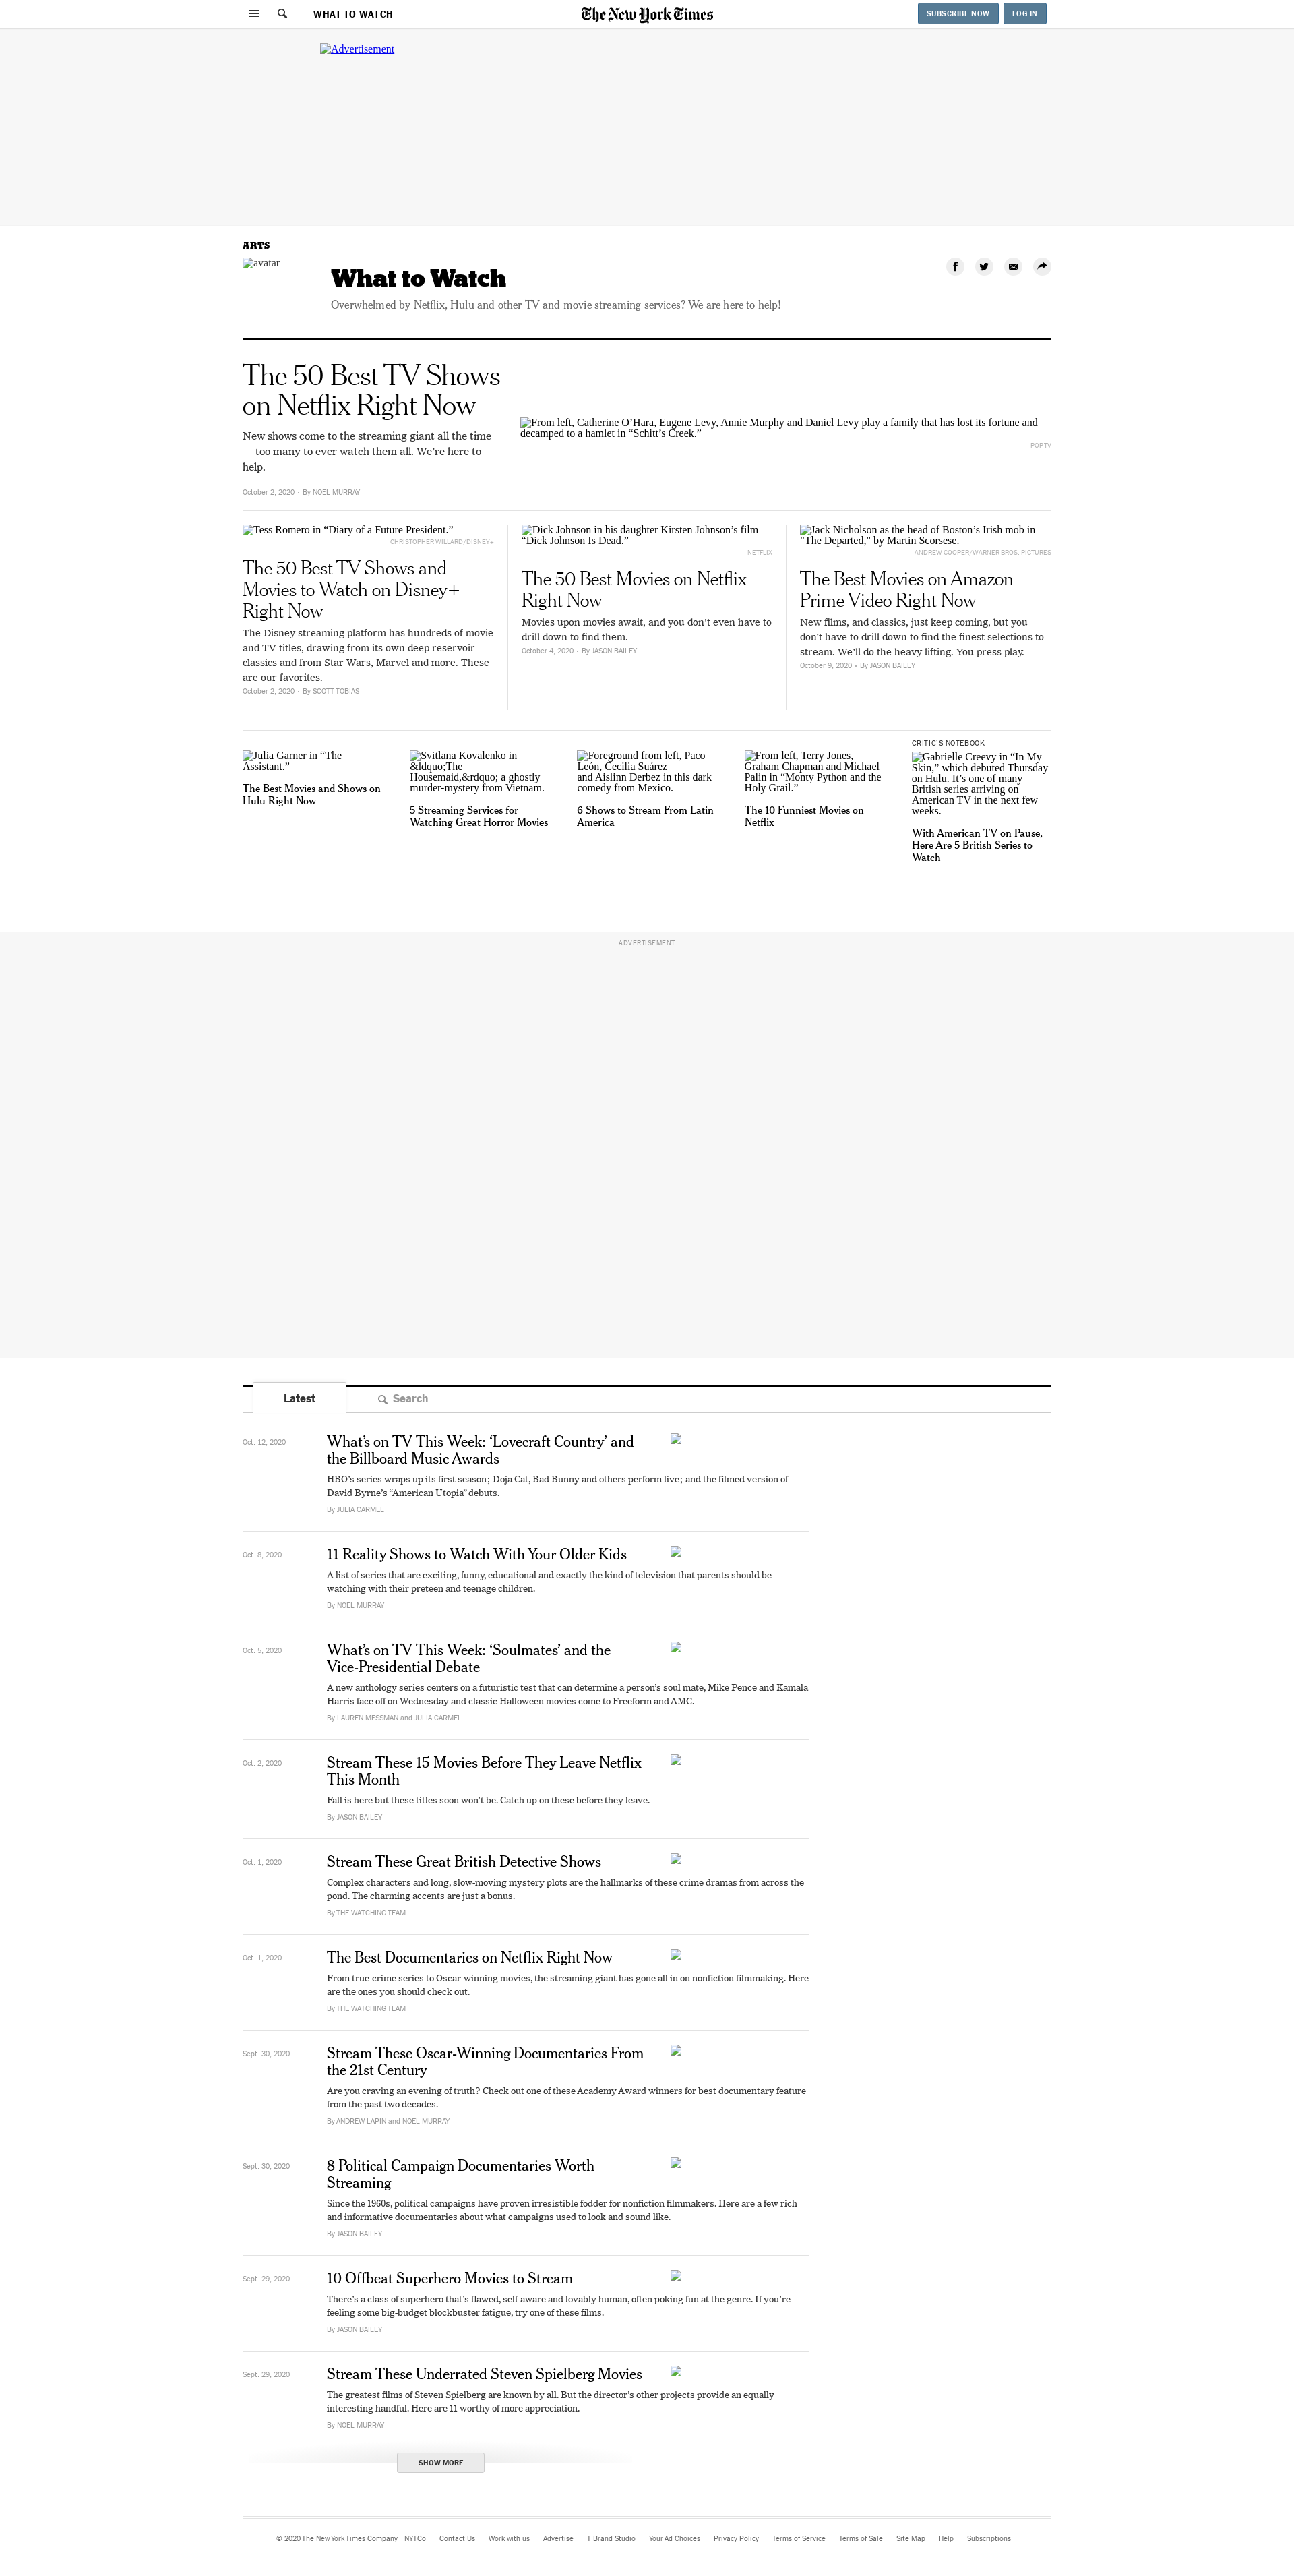 WHAT TO WATCH
The New York Times
SUBSCRIBE NOW
LOG IN
Advertisement
ARTS
avatar
What to Watch
Overwhelmed by Netflix, Hulu and other TV and movie streaming services? We are here to help!
The 50 Best TV Shows
on Netflix Right Now
New shows come to the streaming giant all the time
— too many to ever watch them all. We’re here to
help.
October 2, 2020 • By NOEL MURRAY
From left, Catherine O’Hara, Eugene Levy, Annie Murphy and Daniel Levy play a family that has lost its fortune and
decamped to a hamlet in “Schitt’s Creek.”
POPTV
Tess Romero in “Diary of a Future President.”
CHRISTOPHER WILLARD/DISNEY+
The 50 Best TV Shows and
Movies to Watch on Disney+
Right Now
The Disney streaming platform has hundreds of movie
and TV titles, drawing from its own deep reservoir
classics and from Star Wars, Marvel and more. These
are our favorites.
October 2, 2020 • By SCOTT TOBIAS
Dick Johnson in his daughter Kirsten Johnson’s film
“Dick Johnson Is Dead.”
NETFLIX
The 50 Best Movies on Netflix
Right Now
Movies upon movies await, and you don’t even have to
drill down to find them.
October 4, 2020 • By JASON BAILEY
Jack Nicholson as the head of Boston’s Irish mob in
"The Departed," by Martin Scorsese.
ANDREW COOPER/WARNER BROS. PICTURES
The Best Movies on Amazon
Prime Video Right Now
New films, and classics, just keep coming, but you
don’t have to drill down to find the finest selections to
stream. We’ll do the heavy lifting. You press play.
October 9, 2020 • By JASON BAILEY
Julia Garner in “The
Assistant.”
The Best Movies and Shows on
Hulu Right Now
Svitlana Kovalenko in
&ldquo;The
Housemaid,&rdquo; a ghostly
murder-mystery from Vietnam.
5 Streaming Services for
Watching Great Horror Movies
Foreground from left, Paco
León, Cecilia Suárez
and Aislinn Derbez in this dark
comedy from Mexico.
6 Shows to Stream From Latin
America
From left, Terry Jones,
Graham Chapman and Michael
Palin in “Monty Python and the
Holy Grail.”
The 10 Funniest Movies on
Netflix
CRITIC’S NOTEBOOK
Gabrielle Creevy in “In My
Skin,” which debuted Thursday
on Hulu. It’s one of many
British series arriving on
American TV in the next few
weeks.
With American TV on Pause,
Here Are 5 British Series to
Watch
ADVERTISEMENT
Latest
Search
Oct. 12, 2020
What’s on TV This Week: ‘Lovecraft Country’ and
the Billboard Music Awards
HBO’s series wraps up its first season; Doja Cat, Bad Bunny and others perform live; and the filmed version of
David Byrne’s “American Utopia” debuts.
By JULIA CARMEL
Oct. 8, 2020
11 Reality Shows to Watch With Your Older Kids
A list of series that are exciting, funny, educational and exactly the kind of television that parents should be
watching with their preteen and teenage children.
By NOEL MURRAY
Oct. 5, 2020
What’s on TV This Week: ‘Soulmates’ and the
Vice-Presidential Debate
A new anthology series centers on a futuristic test that can determine a person’s soul mate, Mike Pence and Kamala
Harris face off on Wednesday and classic Halloween movies come to Freeform and AMC.
By LAUREN MESSMAN and JULIA CARMEL
Oct. 2, 2020
Stream These 15 Movies Before They Leave Netflix
This Month
Fall is here but these titles soon won’t be. Catch up on these before they leave.
By JASON BAILEY
Oct. 1, 2020
Stream These Great British Detective Shows
Complex characters and long, slow-moving mystery plots are the hallmarks of these crime dramas from across the
pond. The charming accents are just a bonus.
By THE WATCHING TEAM
Oct. 1, 2020
The Best Documentaries on Netflix Right Now
From true-crime series to Oscar-winning movies, the streaming giant has gone all in on nonfiction filmmaking. Here
are the ones you should check out.
By THE WATCHING TEAM
Sept. 30, 2020
Stream These Oscar-Winning Documentaries From
the 21st Century
Are you craving an evening of truth? Check out one of these Academy Award winners for best documentary feature
from the past two decades.
By ANDREW LAPIN and NOEL MURRAY
Sept. 30, 2020
8 Political Campaign Documentaries Worth
Streaming
Since the 1960s, political campaigns have proven irresistible fodder for nonfiction filmmakers. Here are a few rich
and informative documentaries about what campaigns used to look and sound like.
By JASON BAILEY
Sept. 29, 2020
10 Offbeat Superhero Movies to Stream
There’s a class of superhero that’s flawed, self-aware and lovably human, often poking fun at the genre. If you’re
feeling some big-budget blockbuster fatigue, try one of these films.
By JASON BAILEY
Sept. 29, 2020
Stream These Underrated Steven Spielberg Movies
The greatest films of Steven Spielberg are known by all. But the director’s other projects provide an equally
interesting handful. Here are 11 worthy of more appreciation.
By NOEL MURRAY
SHOW MORE
© 2020 The New York Times Company NYTCo Contact Us Work with us Advertise T Brand Studio Your Ad Choices Privacy Policy Terms of Service Terms of Sale Site Map Help Subscriptions